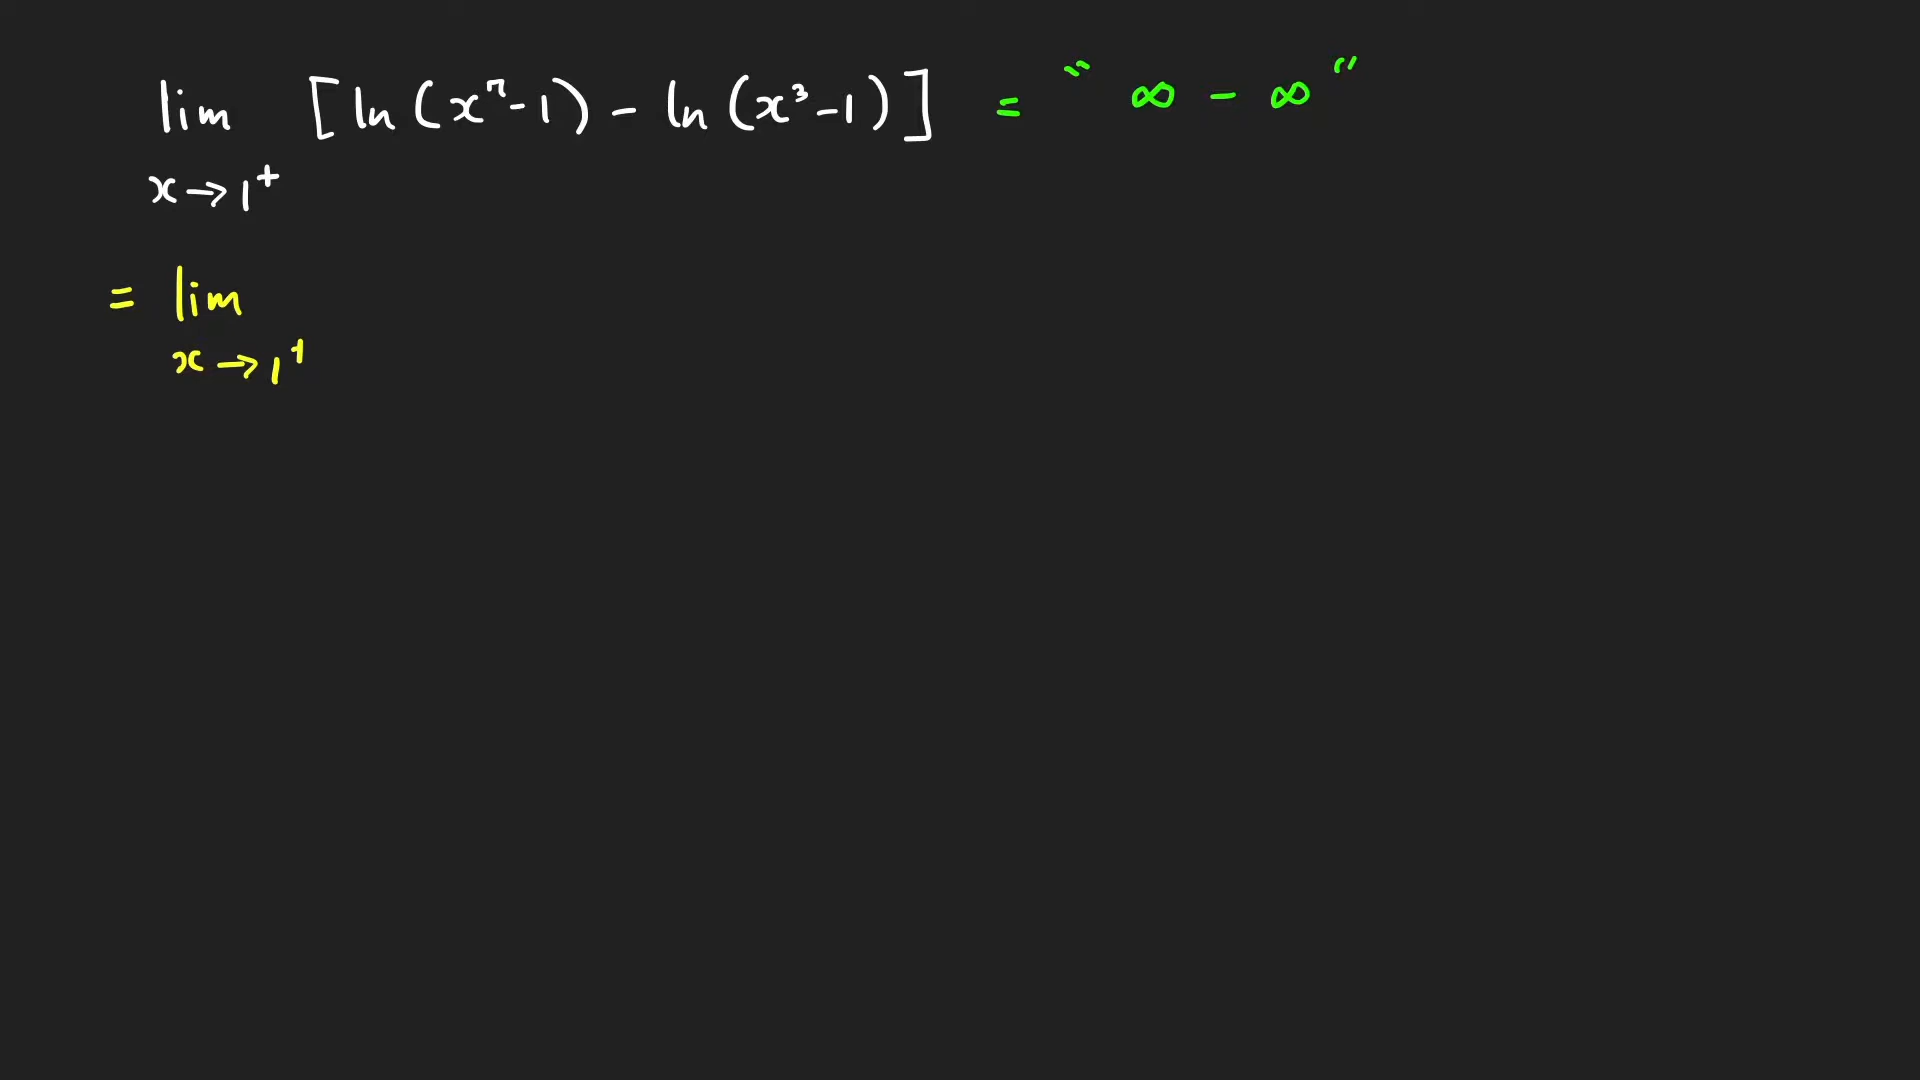 lim [ln(x⁷-1) - ln(x³-1)] = " ∞ - ∞ "
x→1⁺
= lim
x→1⁺